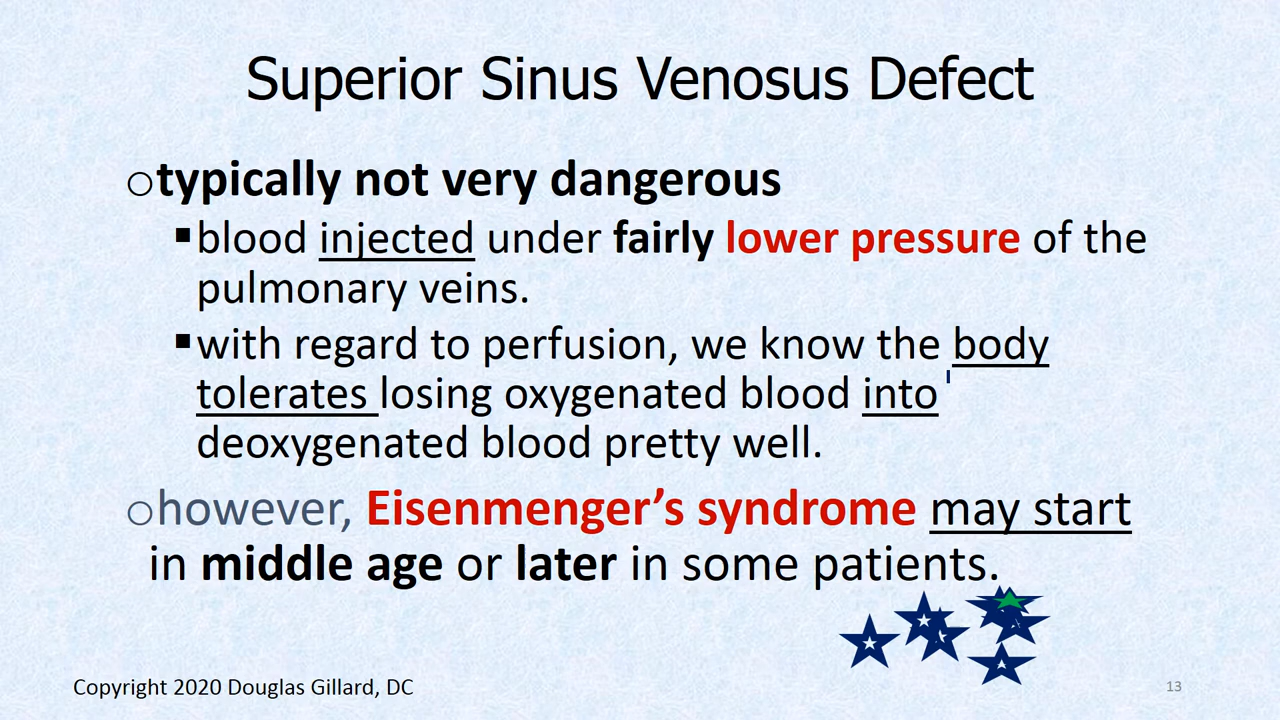 Superior Sinus Venosus Defect
○typically not very dangerous
▪blood injected under fairly lower pressure of the
pulmonary veins.
▪with regard to perfusion, we know the body
tolerates losing oxygenated blood into
deoxygenated blood pretty well.
○however, Eisenmenger’s syndrome may start
in middle age or later in some patients.
Copyright 2020 Douglas Gillard, DC
13